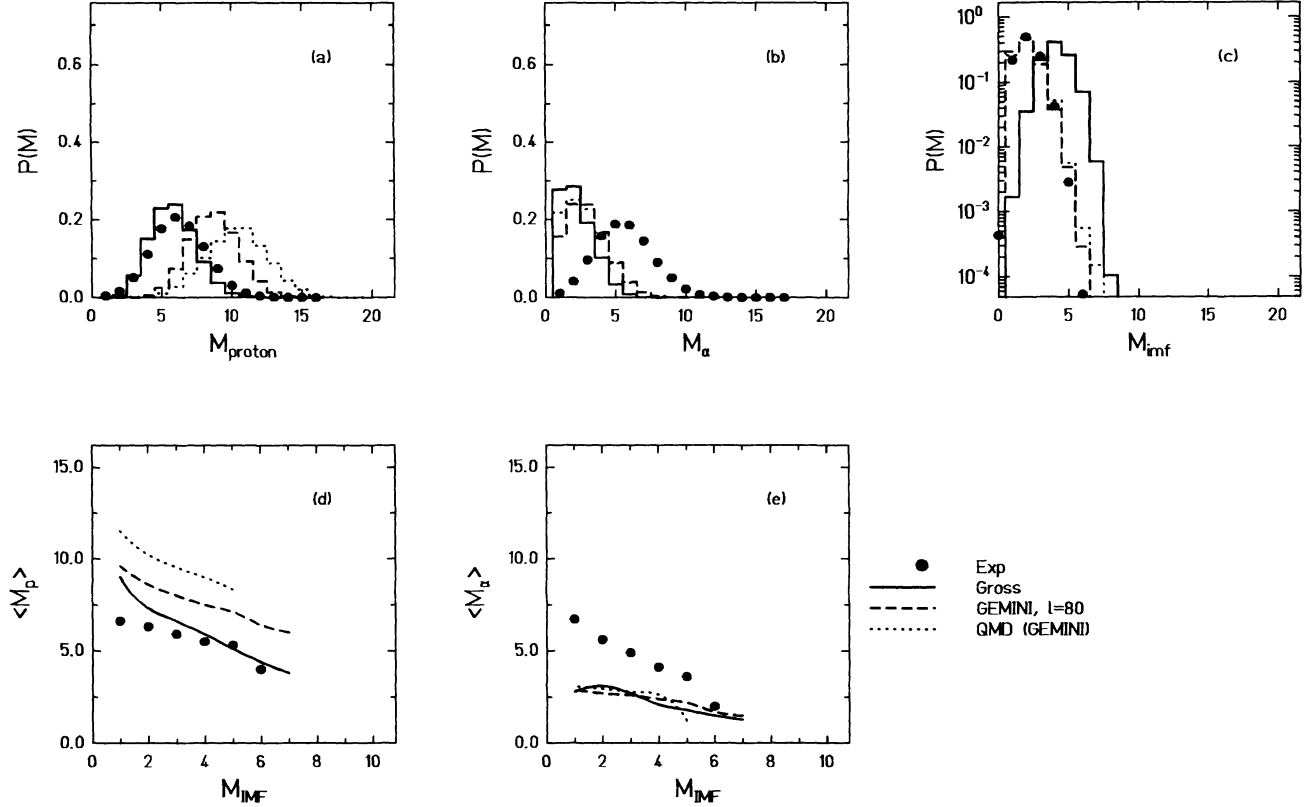 (a)
0.6
0.4
0.2
0.0
P(M)
0 5 10 15 20
M_proton
(b)
0.6
0.4
0.2
0.0
P(M)
0 5 10 15 20
M_α
(c)
10^0
10^-1
10^-2
10^-3
10^-4
P(M)
0 5 10 15 20
M_imf
(d)
15.0
10.0
5.0
0.0
<M_p>
0 2 4 6 8 10
M_IMF
(e)
15.0
10.0
5.0
0.0
<M_α>
0 2 4 6 8 10
M_IMF
Exp
Gross
GEMINI, l=80
QMD (GEMINI)